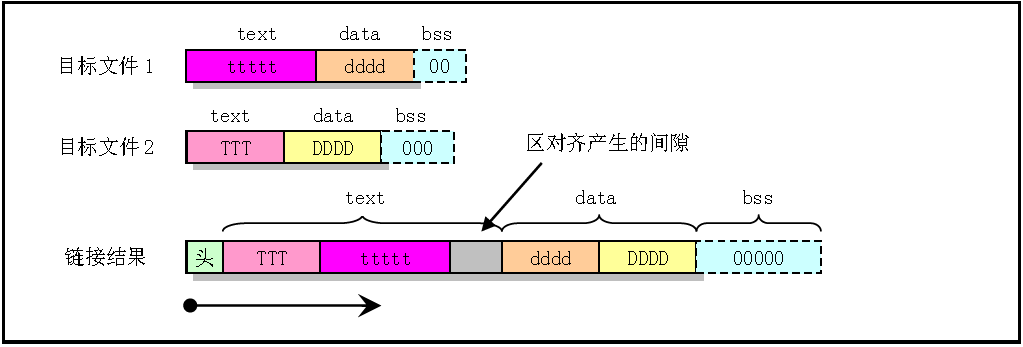 text data bss
目标文件 1 ttttt dddd 00
text data bss
目标文件 2 TTT DDDD 000
区对齐产生的间隙
text data bss
链接结果 头 TTT ttttt dddd DDDD 00000